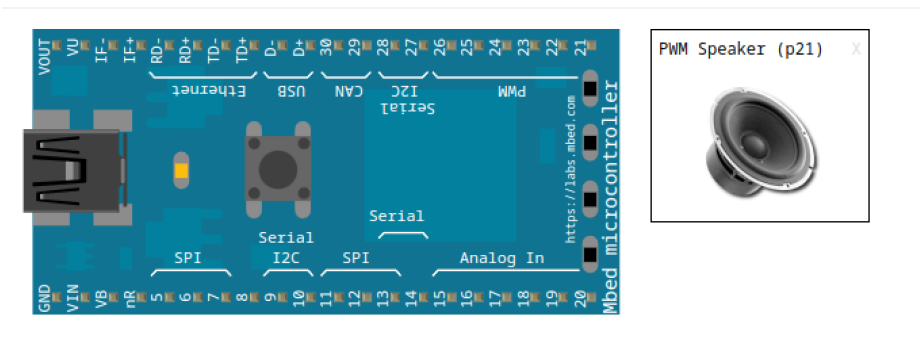 VOUT VU IF- IF+ RD- RD+ TD- TD+ D- D+ 30 29 28 27 26 25 24 23 22 21
Ethernet USB CAN I2C PWM
Serial
https://labs.mbed.com
Mbed microcontroller
Serial
Serial
SPI I2C SPI Analog In
GND VIN VB nR 5 6 7 8 9 10 11 12 13 14 15 16 17 18 19 20
PWM Speaker (p21) X